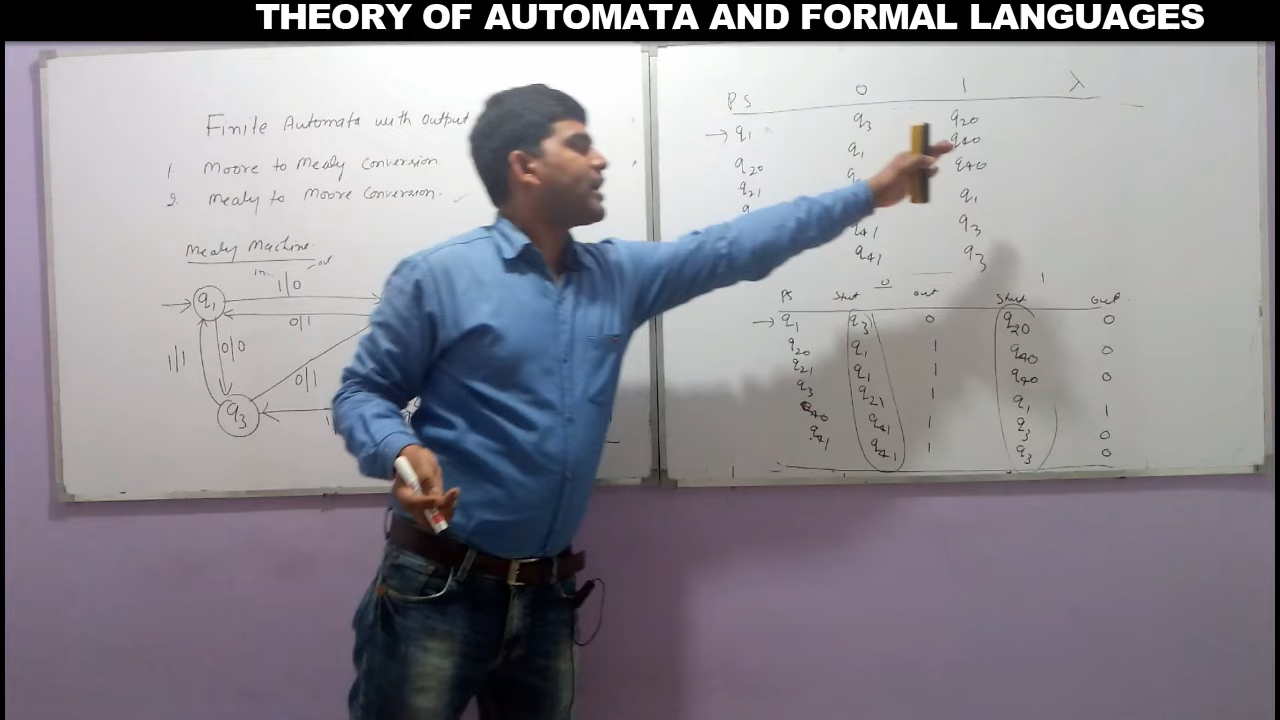 THEORY OF AUTOMATA AND FORMAL LANGUAGES
Finite Automata with output
1. Moore to Mealy Conversion
2. Mealy to Moore Conversion.
Mealy Machine
in out
1|0
q1
0|1
1|1 0|0
0|1
q3
PS 0 1 λ
→ q1 q3 q20
q20 q1 q40
q21 q40
q1
q41 q3
q41 q3
0 1
PS State out State out
→ q1 q3 0 q20 0
q20 q1 1 q40 0
q21 q1 1 q40 0
q3 q21 1 q1 1
q40 q41 1 q3 0
q41 q41 1 q3 0